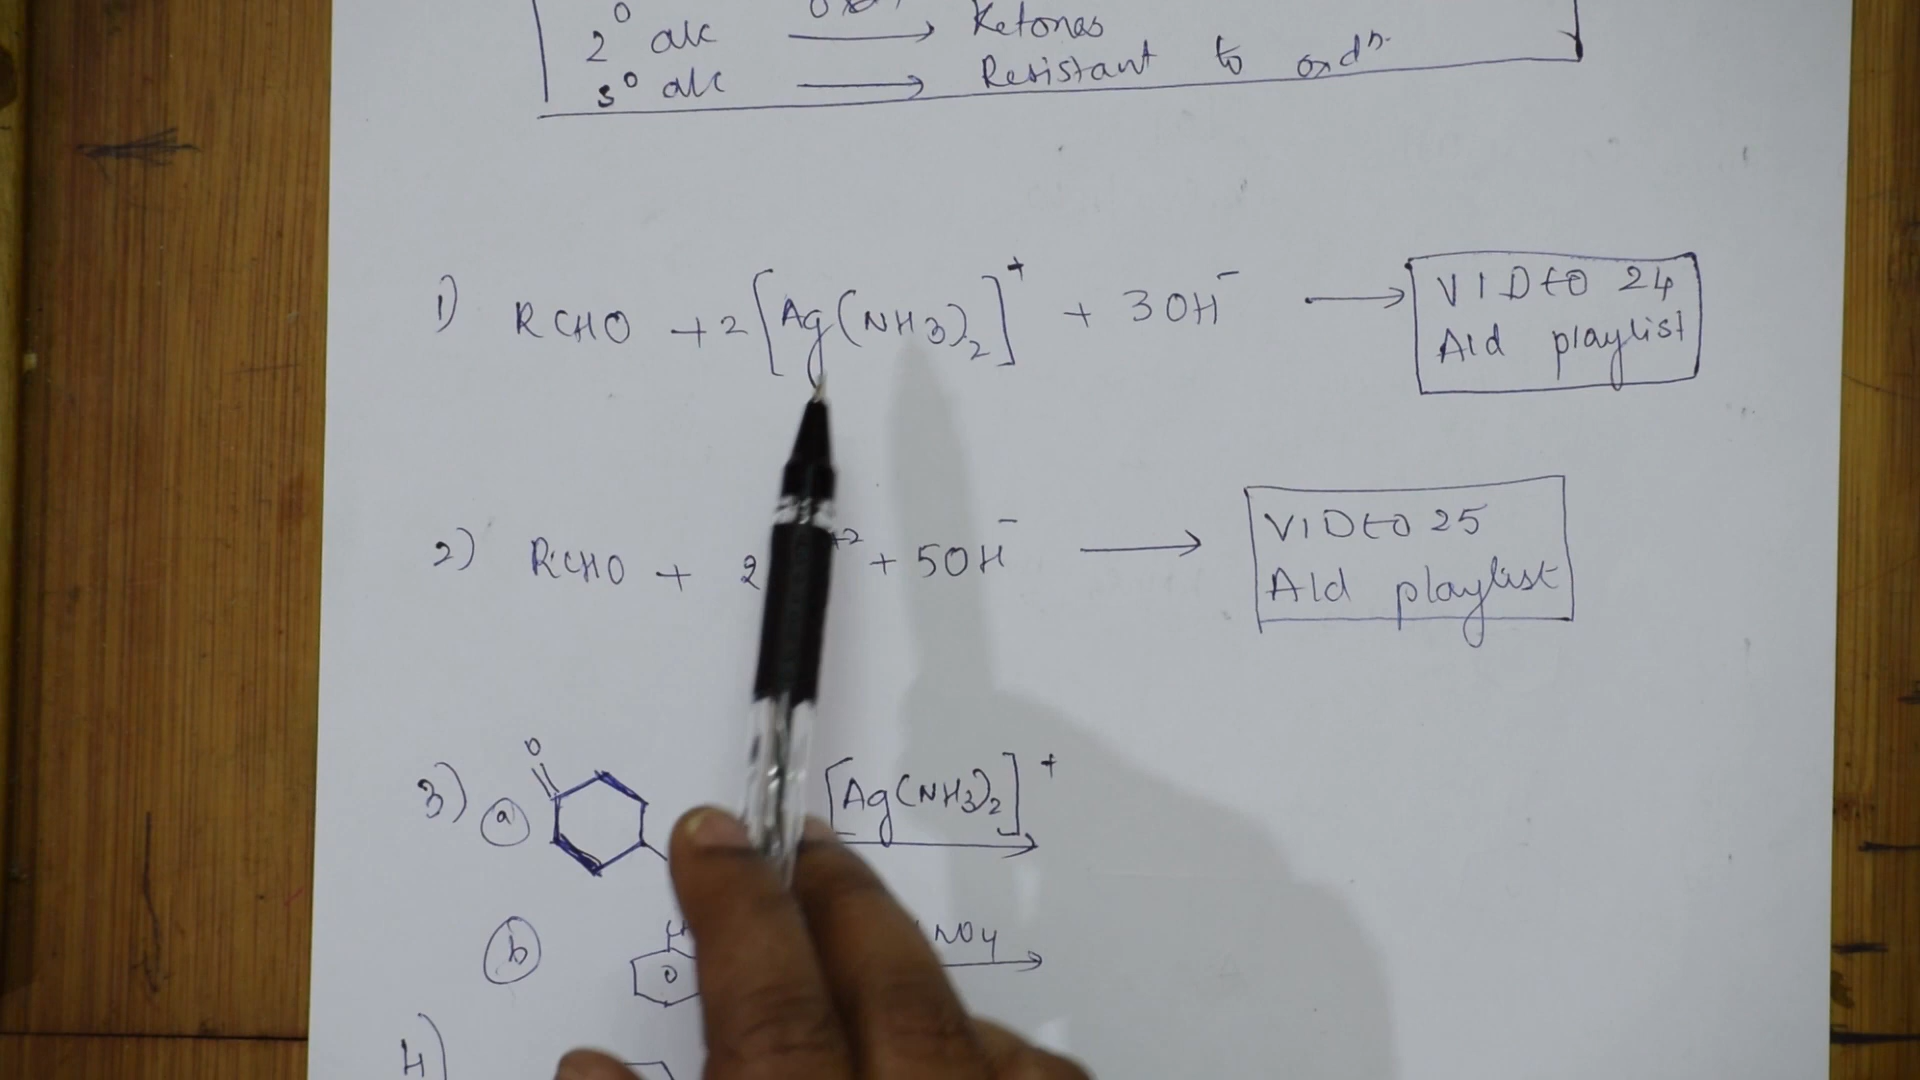 2° alc ⟶ Ketones
3° alc ⟶ Resistant to oxdⁿ.
1) RCHO + 2[Ag(NH3)₂]⁺ + 3OH⁻ ⟶ VIDEO 24
Ald playlist
2) RCHO + 2 +2 + 5OH⁻ ⟶ VIDEO 25
Ald playlist
3) (a) O [Ag(NH3)₂]⁺
(b)
4)